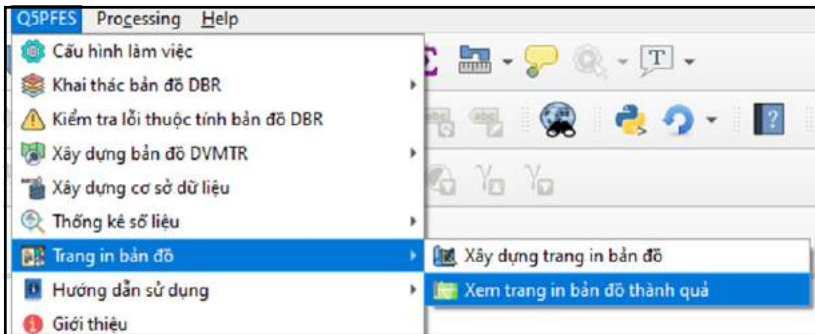 Q5PFES Processing Help
Cấu hình làm việc
Khai thác bản đồ DBR
Kiểm tra lỗi thuộc tính bản đồ DBR
Xây dựng bản đồ DVMTR
Xây dựng cơ sở dữ liệu
Thống kê số liệu
Trang in bản đồ
Xây dựng trang in bản đồ
Hướng dẫn sử dụng
Xem trang in bản đồ thành quả
Giới thiệu